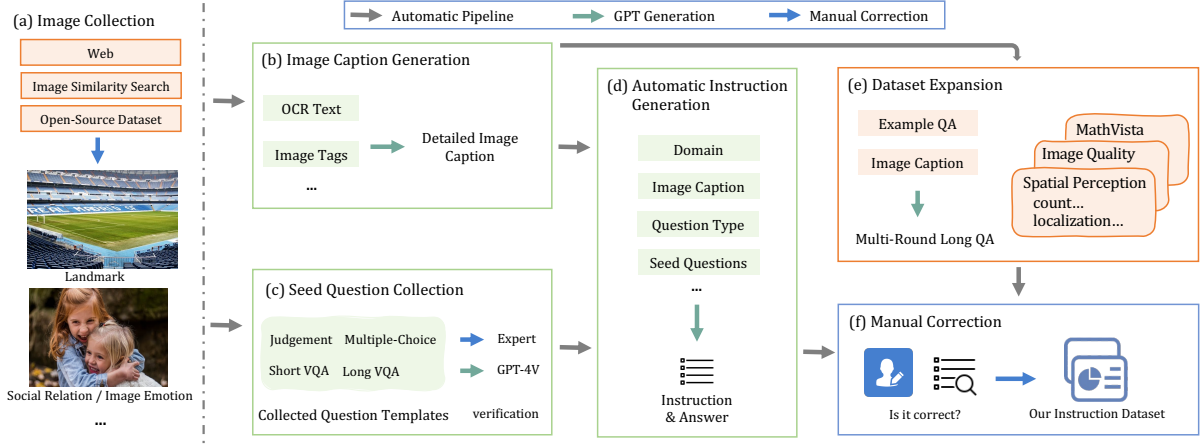 (a) Image Collection
Web
Image Similarity Search
Open-Source Dataset
Landmark
Social Relation / Image Emotion
...
Automatic Pipeline
GPT Generation
Manual Correction
(b) Image Caption Generation
OCR Text
Image Tags
...
Detailed Image
Caption
(c) Seed Question Collection
Judgement
Multiple-Choice
Short VQA
Long VQA
Collected Question Templates
Expert
GPT-4V
verification
(d) Automatic Instruction
Generation
Domain
Image Caption
Question Type
Seed Questions
...
Instruction
& Answer
(e) Dataset Expansion
Example QA
Image Caption
Multi-Round Long QA
MathVista
Image Quality
Spatial Perception
count...
localization...
(f) Manual Correction
Is it correct?
Our Instruction Dataset